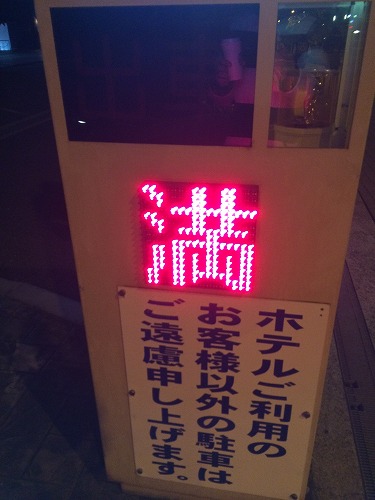 満
ホテルご利用の
お客様以外の駐車は
ご遠慮申し上げます。